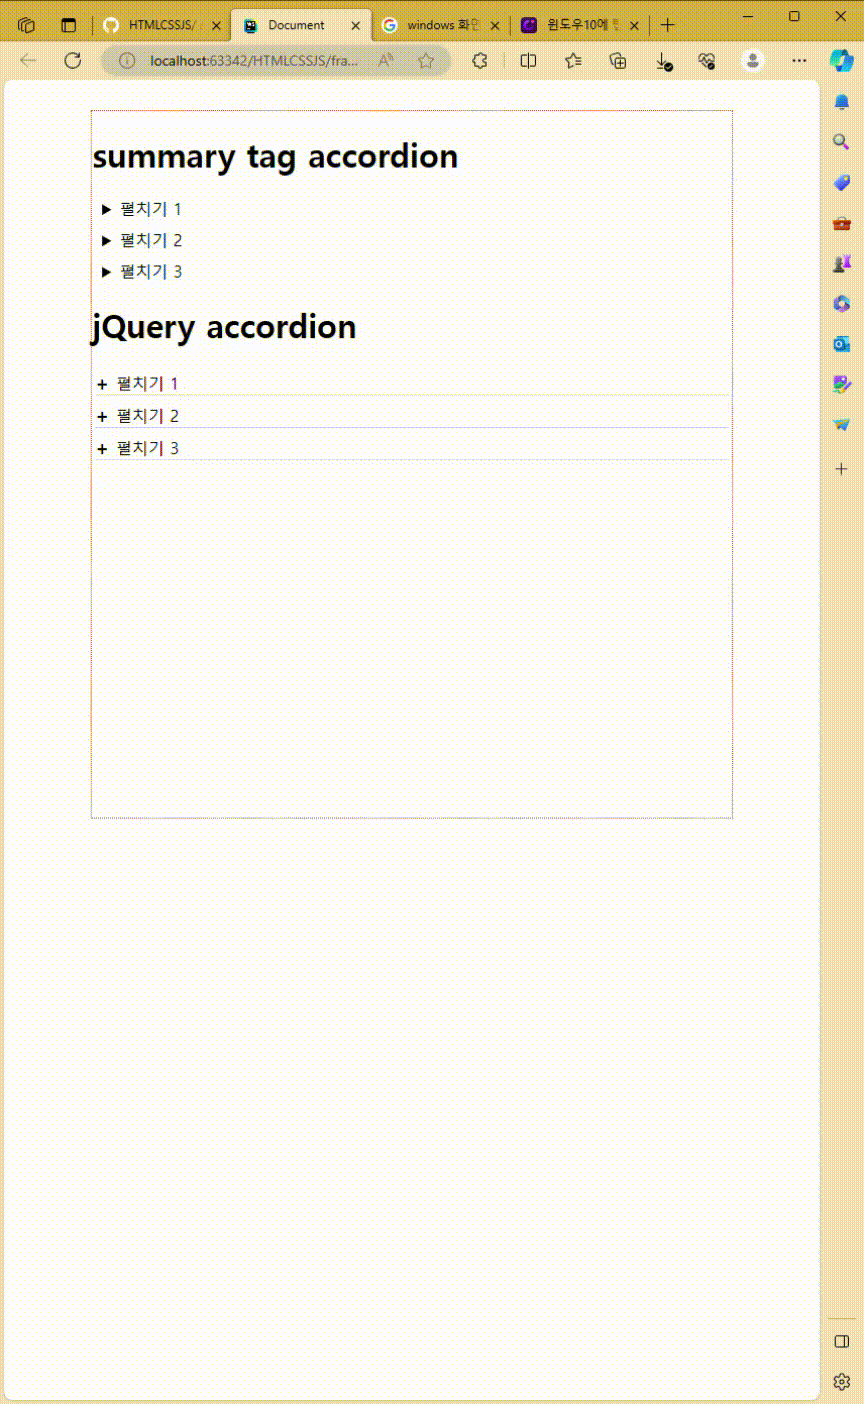 HTMLCSSJS/
Document
windows 화면
윈도우10에
localhost:63342/HTMLCSSJS/fra...
summary tag accordion
▶ 펼치기 1
▶ 펼치기 2
▶ 펼치기 3
jQuery accordion
+ 펼치기 1
+ 펼치기 2
+ 펼치기 3